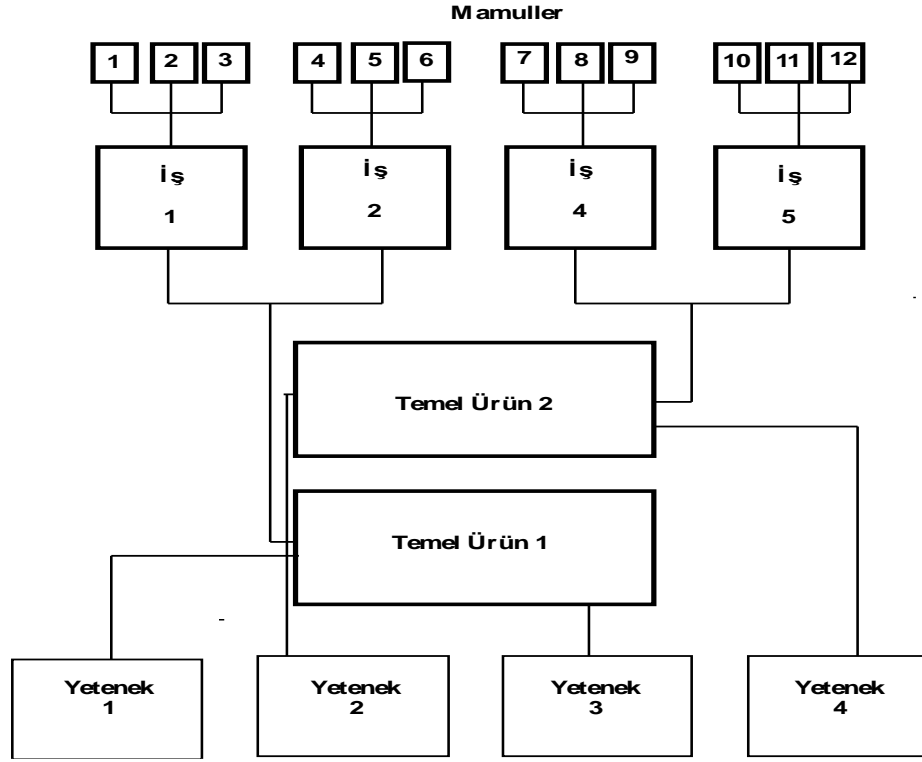 Mamuller
1 2 3 4 5 6 7 8 9 10 11 12
İş İş İş İş
1 2 4 5
Temel Ürün 2
Temel Ürün 1
Yetenek Yetenek Yetenek Yetenek
1 2 3 4